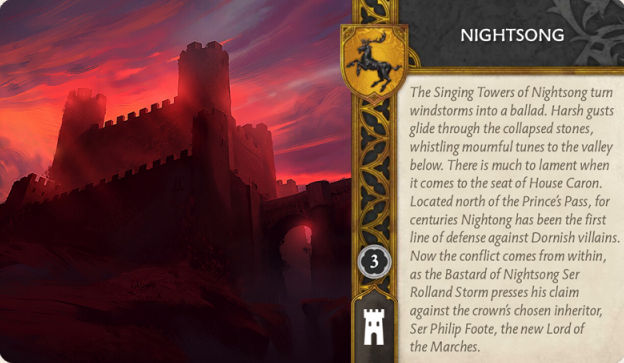 NIGHTSONG
The Singing Towers of Nightsong turn
windstorms into a ballad. Harsh gusts
glide through the collapsed stones,
whistling mournful tunes to the valley
below. There is much to lament when
it comes to the seat of House Caron.
Located north of the Prince's Pass, for
centuries Nightong has been the first
line of defense against Dornish villains.
Now the conflict comes from within,
as the Bastard of Nightsong Ser
Rolland Storm presses his claim
against the crown's chosen inheritor,
Ser Philip Foote, the new Lord of
the Marches.
3